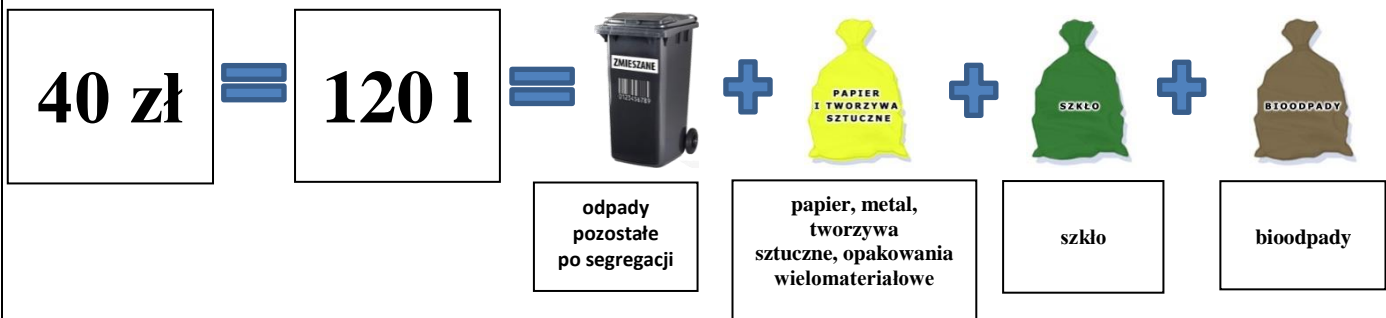 40 zł
120 l
ZMIESZANE
0123456789
PAPIER
I TWORZYWA
SZTUCZNE
SZKŁO
BIOODPADY
odpady
pozostałe
po segregacji
papier, metal,
tworzywa
sztuczne, opakowania
wielomateriałowe
szkło
bioodpady